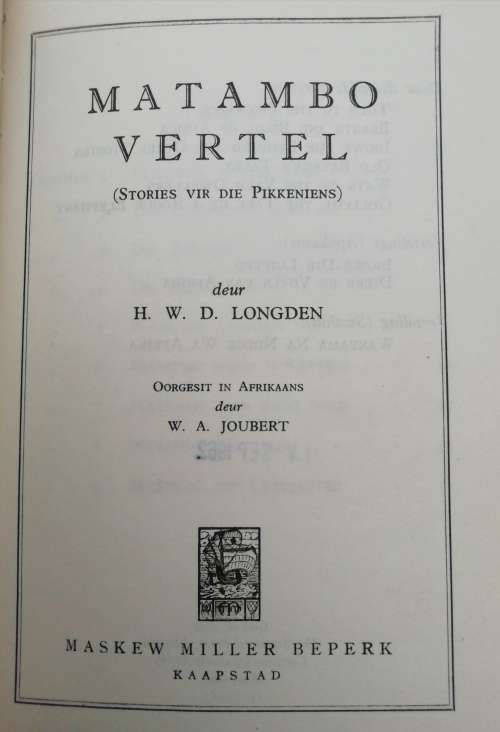 MATAMBO
VERTEL
(STORIES VIR DIE PIKKENIENS)
deur
H. W. D. LONGDEN
OORGESIT IN AFRIKAANS
deur
W. A. JOUBERT
MASKEW MILLER BEPERK
KAAPSTAD